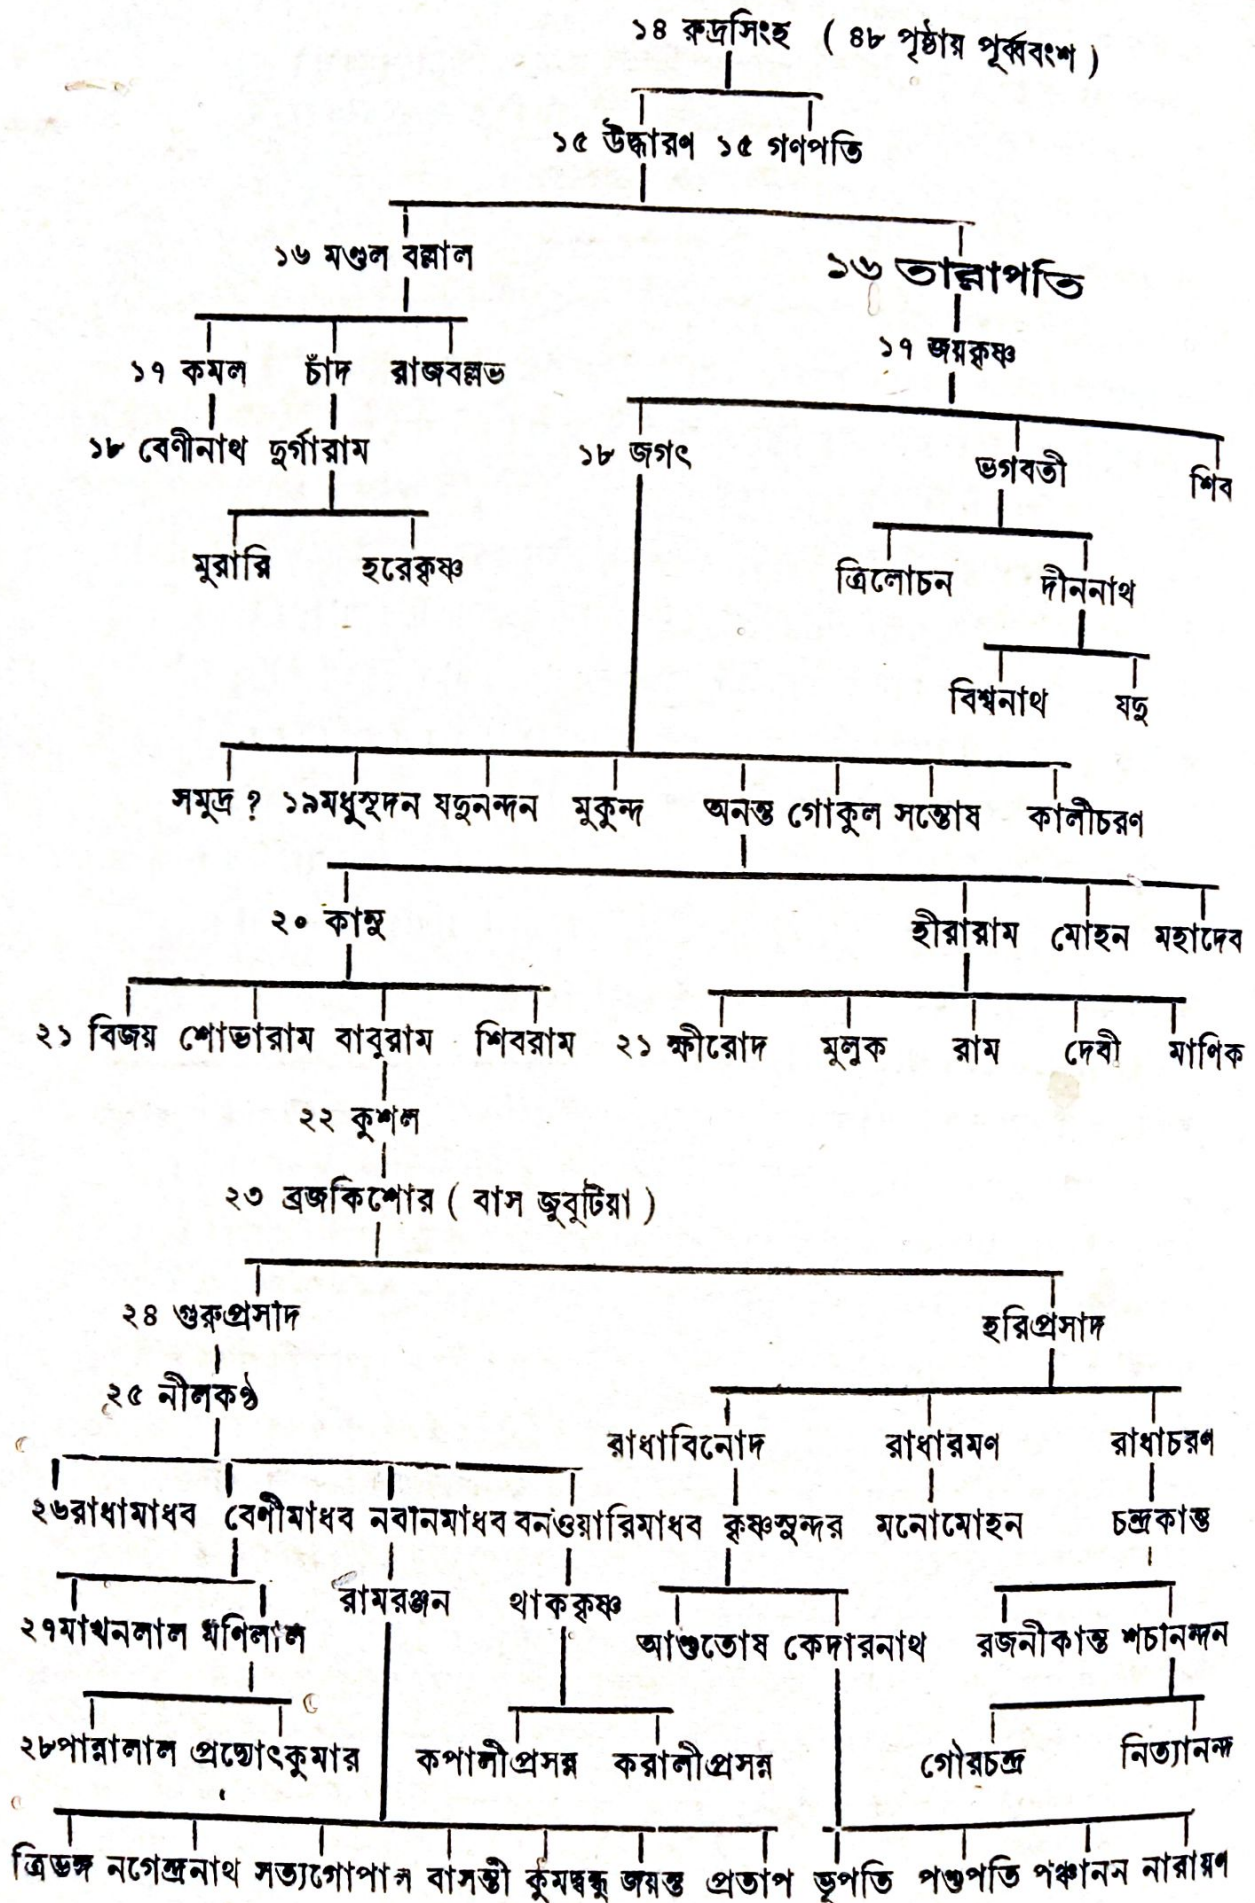 ১৪ রুদ্রসিংহ ( ৪৮ পৃষ্ঠায় পূর্ব্ববংশ )
১৫ উদ্ধারণ ১৫ গণপতি
১৬ মণ্ডল বল্লাল ১৬ তারাপতি
১৭ জয়কৃষ্ণ
১৭ কমল চাঁদ রাজবল্লভ
১৮ বেণীনাথ দুর্গারাম ১৮ জগৎ ভগবতী শিব
মুরারি হরেকৃষ্ণ ত্রিলোচন দীননাথ
বিশ্বনাথ যদু
সমুদ্র ? ১৯মধুসূদন যদুনন্দন মুকুন্দ অনন্ত গোকুল সন্তোষ কালীচরণ
২০ কানু হীরারাম মোহন মহাদেব
২১ বিজয় শোভারাম বাবুরাম শিবরাম ২১ ক্ষীরোদ মুলুক রাম দেবী মাণিক
২২ কুশল
২৩ ব্রজকিশোর ( বাস জুবুটিয়া )
২৪ গুরুপ্রসাদ হরিপ্রসাদ
২৫ নীলকণ্ঠ
রাধাবিনোদ রাধারমণ রাধাচরণ
২৬রাধামাধব বেণীমাধব নবীনমাধব বনওয়ারিমাধব কৃষ্ণসুন্দর মনোমোহন চন্দ্রকান্ত
রামরঞ্জন থাককৃষ্ণ
২৭মাখনলাল মণিলাল আশুতোষ কেদারনাথ রজনীকান্ত শচীনন্দন
২৮পান্নালাল প্রদ্যোৎকুমার কপালীপ্রসন্ন করালীপ্রসন্ন গৌরচন্দ্র নিত্যানন্দ
ত্রিভঙ্গ নগেন্দ্রনাথ সত্যগোপাল বাসন্তী কুমুদবন্ধু জয়ন্ত প্রতাপ ভূপতি পশুপতি পঞ্চানন নারায়ণ